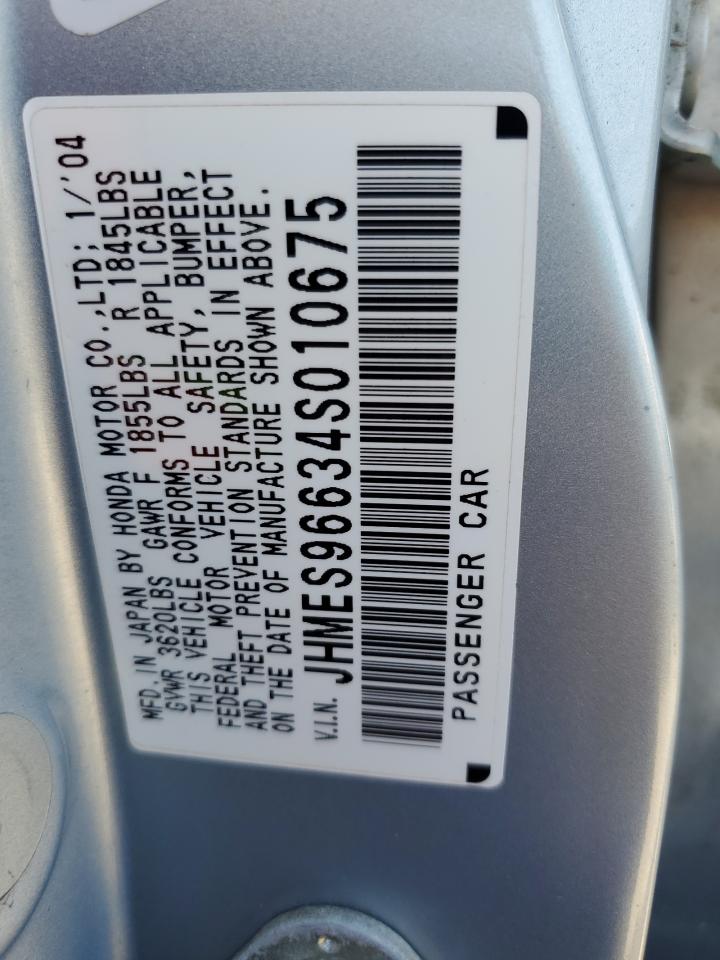 MFD. IN JAPAN BY HONDA MOTOR CO.,LTD; 1/'04
GVWR 3620LBS GAWR F 1855LBS R 1845LBS
THIS VEHICLE CONFORMS TO ALL APPLICABLE
FEDERAL MOTOR VEHICLE SAFETY, BUMPER,
AND THEFT PREVENTION STANDARDS IN EFFECT
ON THE DATE OF MANUFACTURE SHOWN ABOVE.
V.I.N. JHMES96634S010675
PASSENGER CAR